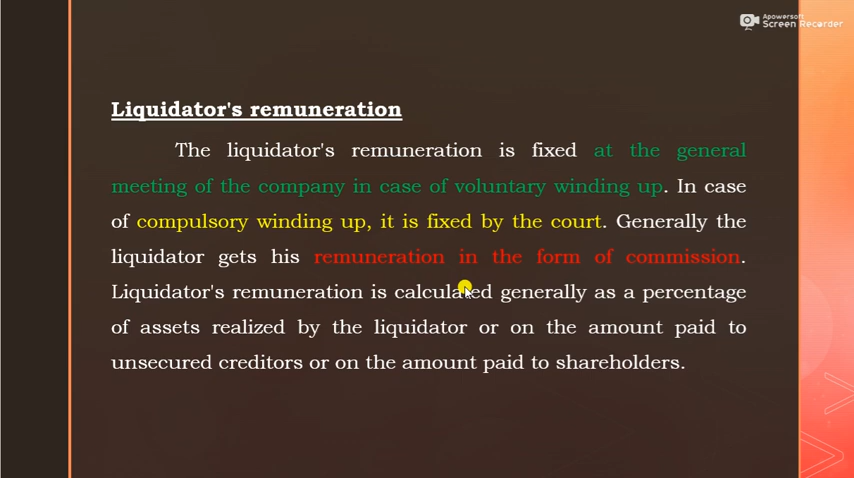 Apowersoft
Screen Recorder
Liquidator's remuneration
The liquidator's remuneration is fixed at the general
meeting of the company in case of voluntary winding up. In case
of compulsory winding up, it is fixed by the court. Generally the
liquidator gets his remuneration in the form of commission.
Liquidator's remuneration is calculated generally as a percentage
of assets realized by the liquidator or on the amount paid to
unsecured creditors or on the amount paid to shareholders.